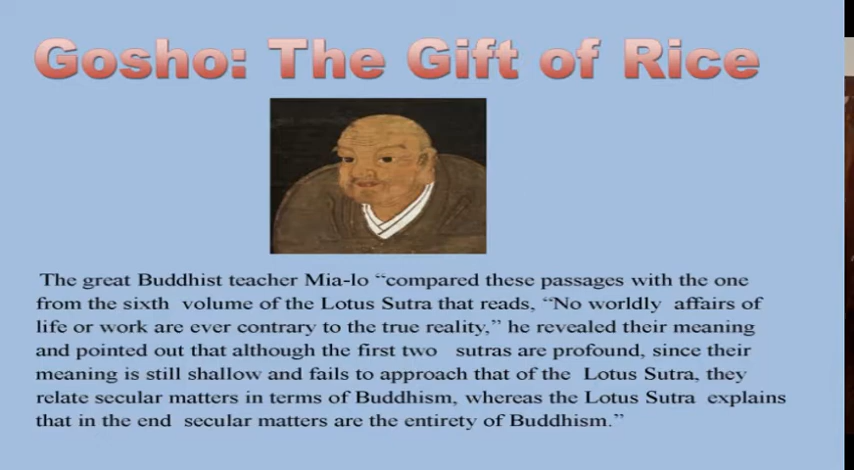 Gosho: The Gift of Rice
The great Buddhist teacher Mia-lo “compared these passages with the one
from the sixth volume of the Lotus Sutra that reads, “No worldly affairs of
life or work are ever contrary to the true reality,” he revealed their meaning
and pointed out that although the first two sutras are profound, since their
meaning is still shallow and fails to approach that of the Lotus Sutra, they
relate secular matters in terms of Buddhism, whereas the Lotus Sutra explains
that in the end secular matters are the entirety of Buddhism.”